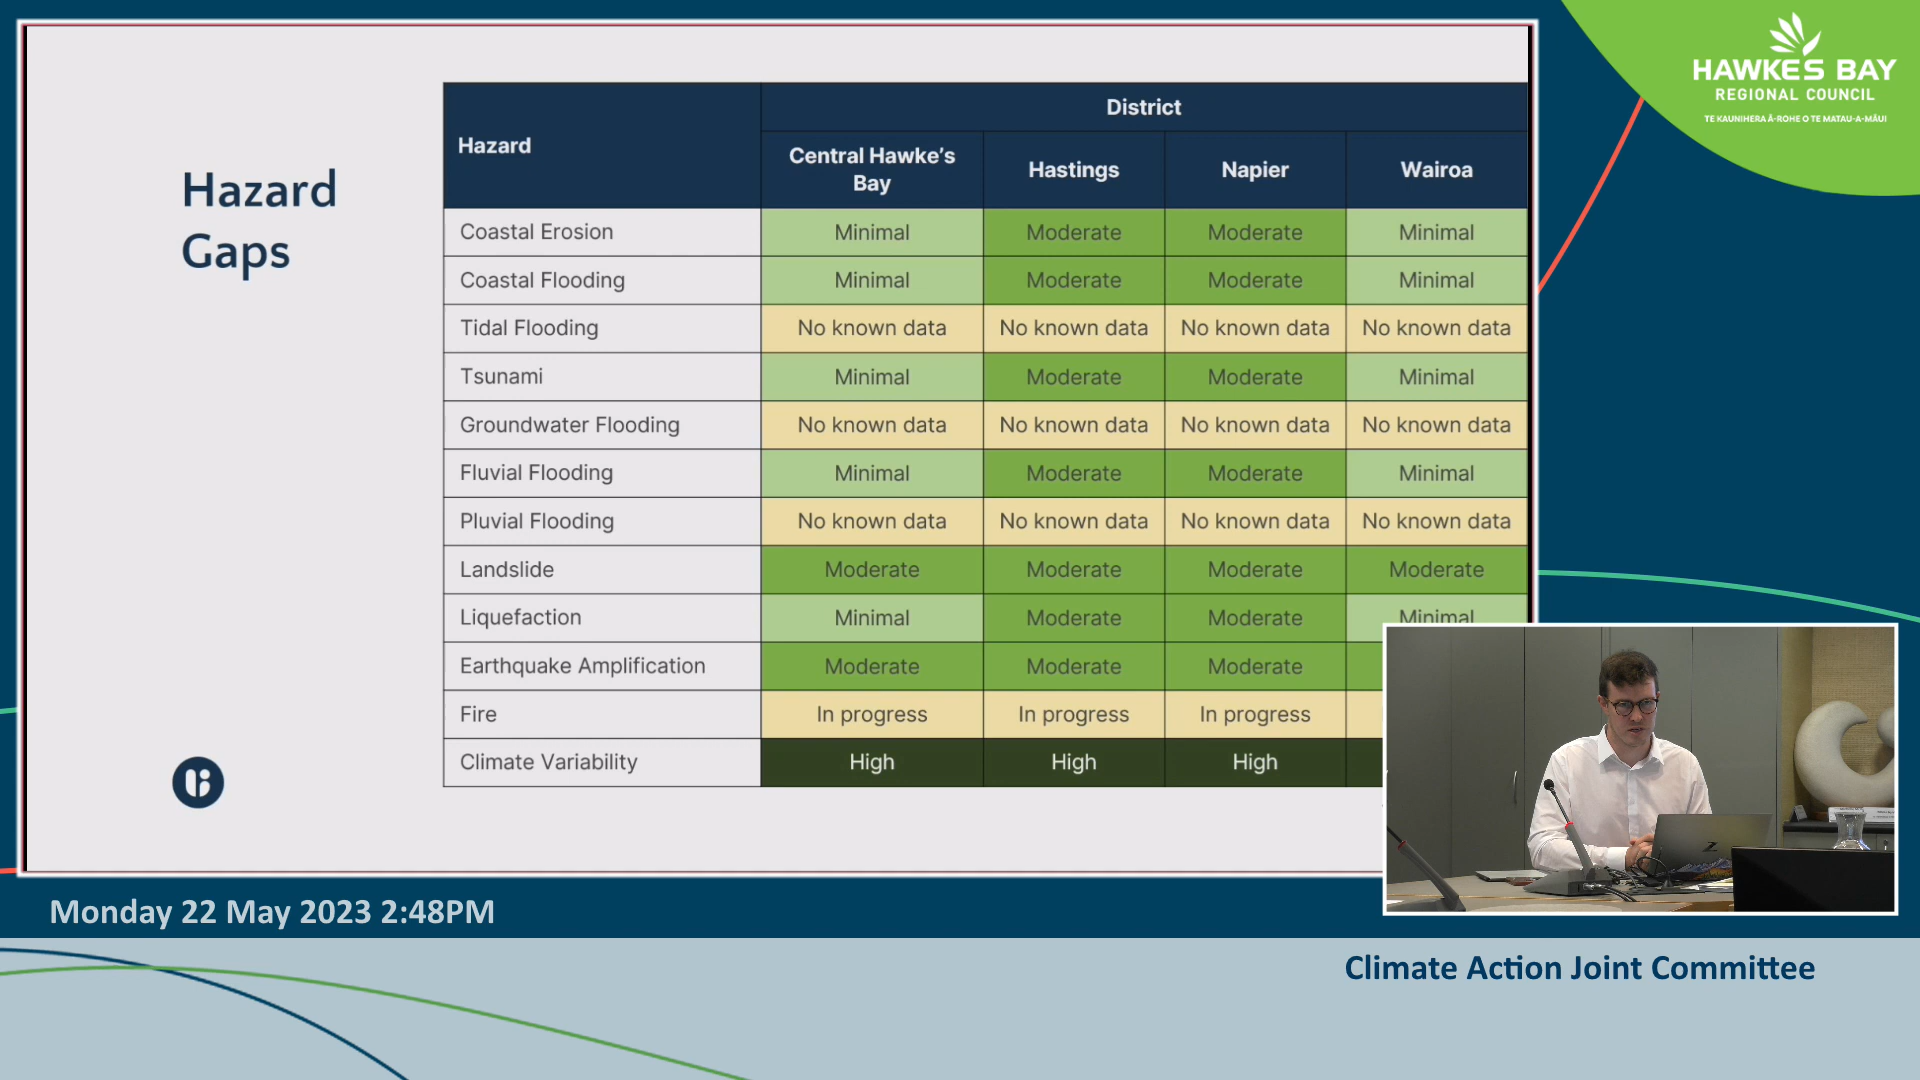 HAWKE'S BAY
REGIONAL COUNCIL
TE KAUNIHERA Ā-ROHE O TE MATAU-A-MĀUI
Hazard
Gaps
Hazard District
Central Hawke's Bay Hastings Napier Wairoa
Coastal Erosion Minimal Moderate Moderate Minimal
Coastal Flooding Minimal Moderate Moderate Minimal
Tidal Flooding No known data No known data No known data No known data
Tsunami Minimal Moderate Moderate Minimal
Groundwater Flooding No known data No known data No known data No known data
Fluvial Flooding Minimal Moderate Moderate Minimal
Pluvial Flooding No known data No known data No known data No known data
Landslide Moderate Moderate Moderate Moderate
Liquefaction Minimal Moderate Moderate Minimal
Earthquake Amplification Moderate Moderate Moderate
Fire In progress In progress In progress
Climate Variability High High High
Monday 22 May 2023 2:48PM
Climate Action Joint Committee